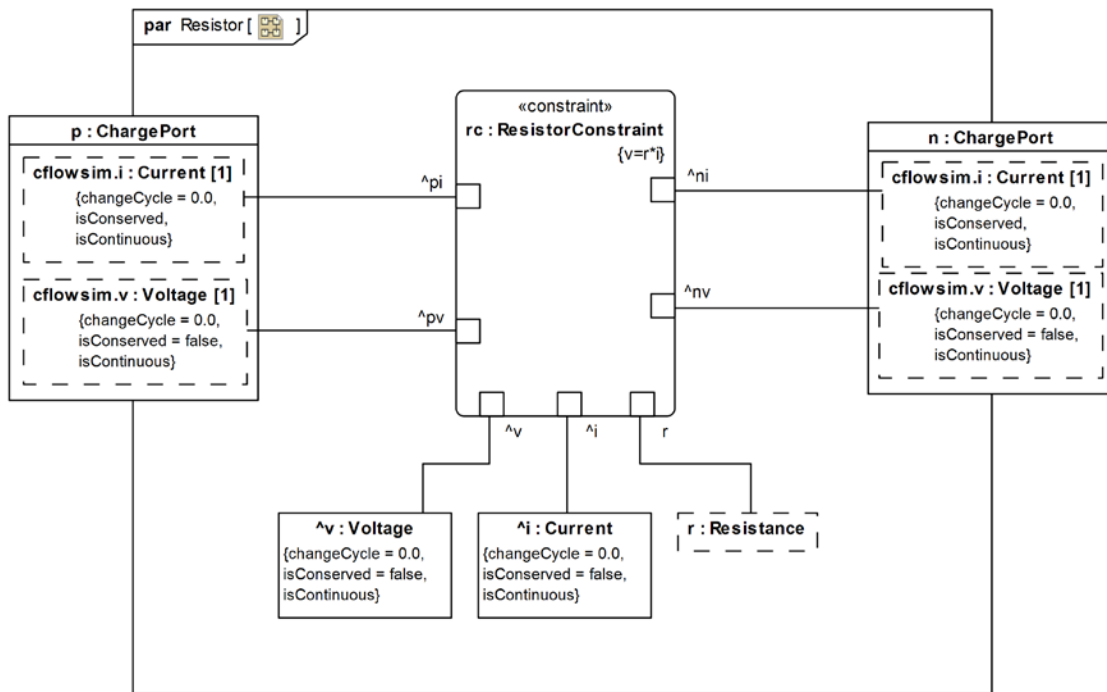 par Resistor [ ]
«constraint»
rc : ResistorConstraint
{v=r*i}
p : ChargePort
cflowsim.i : Current [1]
{changeCycle = 0.0,
isConserved,
isContinuous}
cflowsim.v : Voltage [1]
{changeCycle = 0.0,
isConserved = false,
isContinuous}
^pi
^pv
^ni
^nv
n : ChargePort
cflowsim.i : Current [1]
{changeCycle = 0.0,
isConserved,
isContinuous}
cflowsim.v : Voltage [1]
{changeCycle = 0.0,
isConserved = false,
isContinuous}
^v
^i
r
^v : Voltage
{changeCycle = 0.0,
isConserved = false,
isContinuous}
^i : Current
{changeCycle = 0.0,
isConserved = false,
isContinuous}
r : Resistance